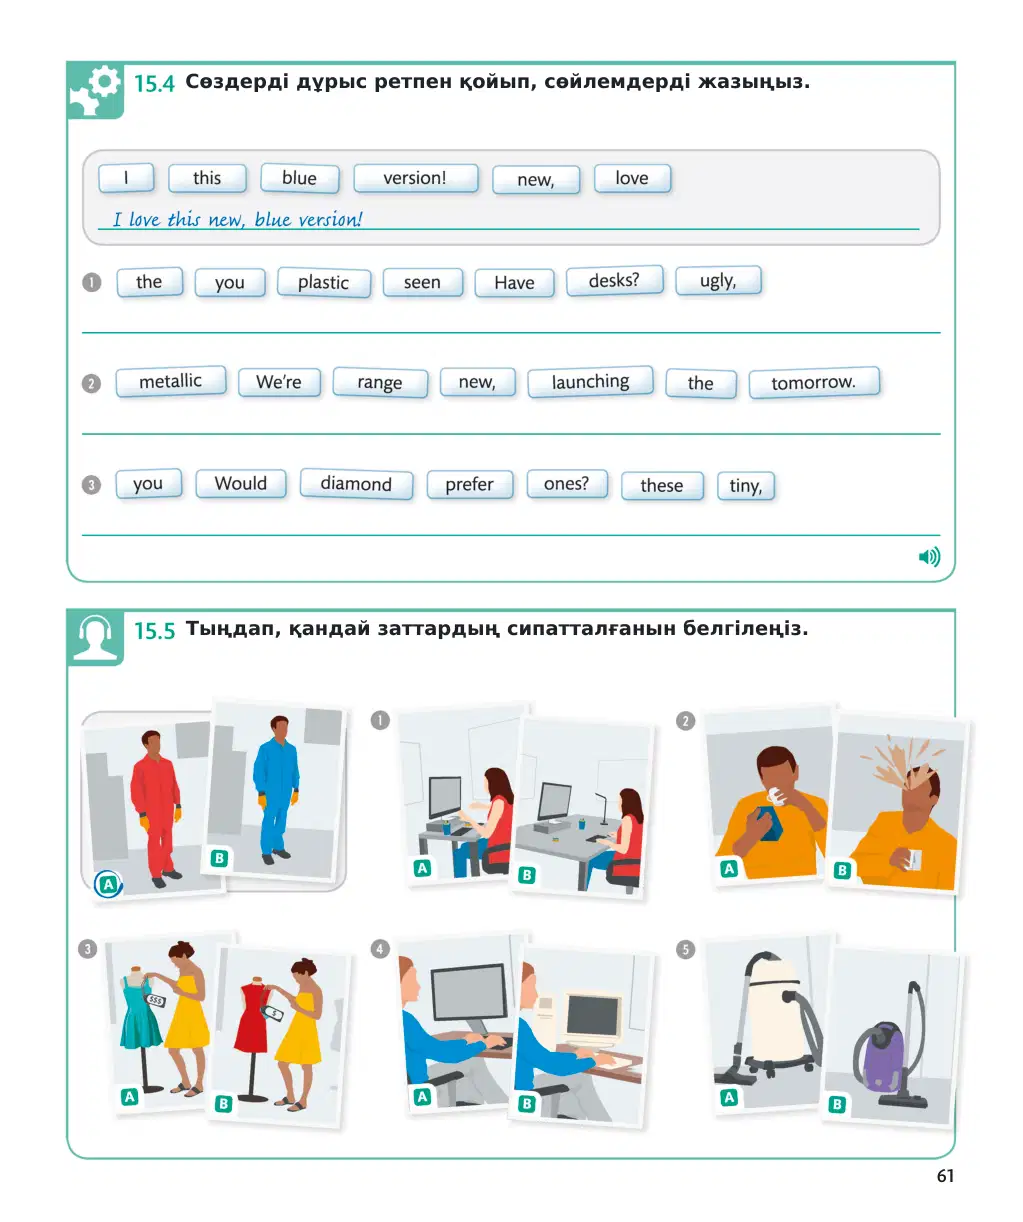 15.4 Сөздерді дұрыс ретпен қойып, сөйлемдерді жазыңыз.
I this blue version! new, love
I love this new, blue version!
1 the you plastic seen Have desks? ugly,
2 metallic We're range new, launching the tomorrow.
3 you Would diamond prefer ones? these tiny,
15.5 Тыңдап, қандай заттардың сипатталғанын белгілеңіз.
A B
1 A B
2 A B
3 $$$ $ A B
4 A B
5 A B
61